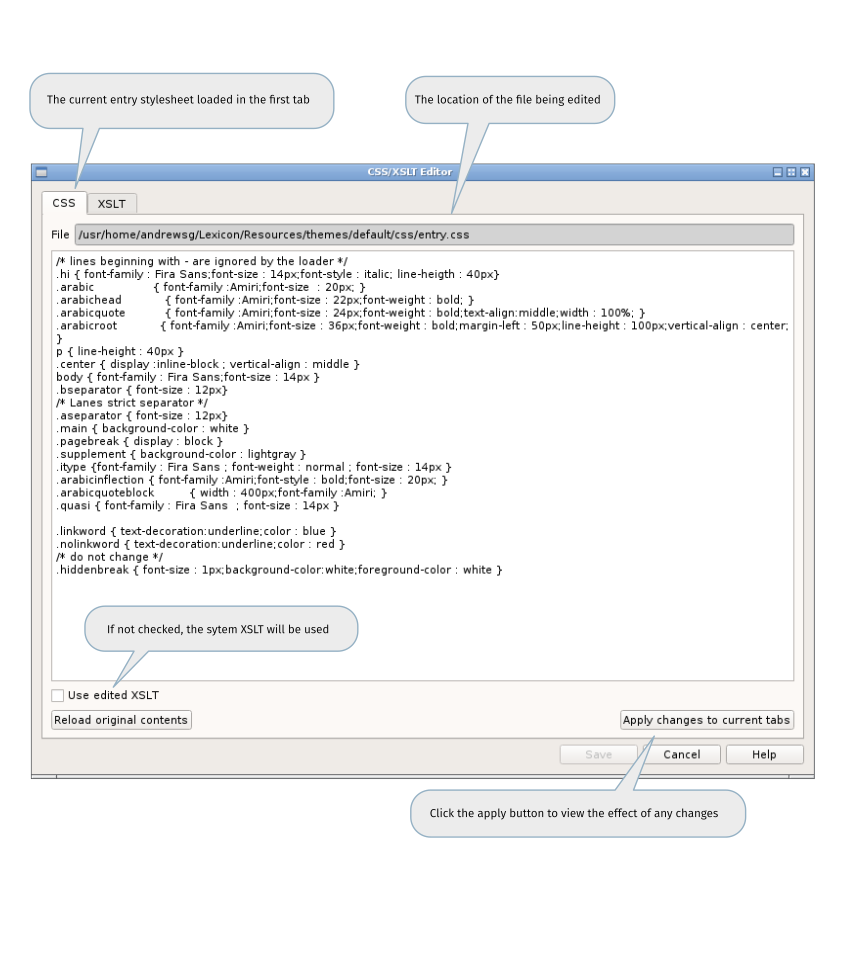 The current entry stylesheet loaded in the first tab
The location of the file being edited
CSS/XSLT Editor
CSS
XSLT
File
/usr/home/andrewsg/Lexicon/Resources/themes/default/css/entry.css
/* lines beginning with - are ignored by the loader */
.hi { font-family : Fira Sans;font-size : 14px;font-style : italic; line-heigth : 40px}
.arabic { font-family :Amiri;font-size : 20px; }
.arabichead { font-family :Amiri;font-size : 22px;font-weight : bold; }
.arabicquote { font-family :Amiri;font-size : 24px;font-weight : bold;text-align:middle;width : 100%; }
.arabicroot { font-family :Amiri;font-size : 36px;font-weight : bold;margin-left : 50px;line-height : 100px;vertical-align : center;
}
p { line-height : 40px }
.center { display :inline-block ; vertical-align : middle }
body { font-family : Fira Sans;font-size : 14px }
.bseparator { font-size : 12px}
/* Lanes strict separator */
.aseparator { font-size : 12px}
.main { background-color : white }
.pagebreak { display : block }
.supplement { background-color : lightgray }
.itype {font-family : Fira Sans ; font-weight : normal ; font-size : 14px }
.arabicinflection { font-family :Amiri;font-style : bold;font-size : 20px; }
.arabicquoteblock { width : 400px;font-family :Amiri; }
.quasi { font-family : Fira Sans ; font-size : 14px }
.linkword { text-decoration:underline;color : blue }
.nolinkword { text-decoration:underline;color : red }
/* do not change */
.hiddenbreak { font-size : 1px;background-color:white;foreground-color : white }
If not checked, the sytem XSLT will be used
Use edited XSLT
Reload original contents
Apply changes to current tabs
Save
Cancel
Help
Click the apply button to view the effect of any changes